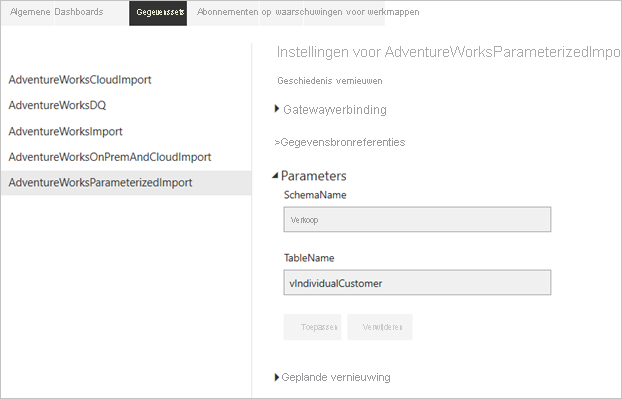 Algemene Dashboards Gegevenssets Abonnementen op waarschuwingen voor werkmappen
Instellingen voor AdventureWorksParameterizedImpo
Geschiedenis vernieuwen
AdventureWorksCloudImport
AdventureWorksDQ
AdventureWorksImport
AdventureWorksOnPremAndCloudImport
AdventureWorksParameterizedImport
Gatewayverbinding
>Gegevensbronreferenties
Parameters
SchemaName
Verkoop
TableName
vIndividualCustomer
Toepassen Verwijderen
Geplande vernieuwing